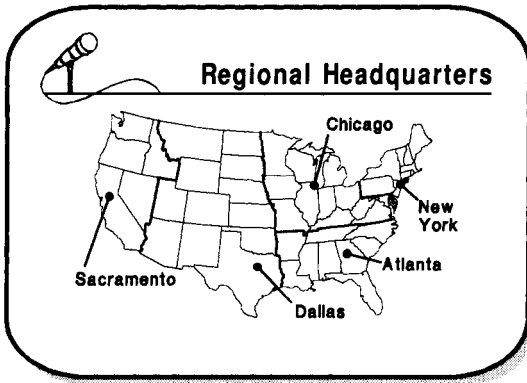 Regional Headquarters
Chicago
New
York
Atlanta
Sacramento
Dallas